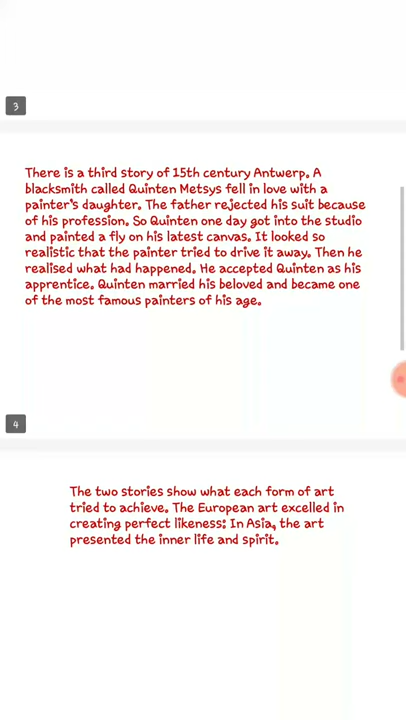 3
There is a third story of 15th century Antwerp. A
blacksmith called Quinten Metsys fell in love with a
painter's daughter. The father rejected his suit because
of his profession. So Quinten one day got into the studio
and painted a fly on his latest canvas. It looked so
realistic that the painter tried to drive it away. Then he
realised what had happened. He accepted Quinten as his
apprentice. Quinten married his beloved and became one
of the most famous painters of his age.
4
The two stories show what each form of art
tried to achieve. The European art excelled in
creating perfect likeness: In Asia, the art
presented the inner life and spirit.